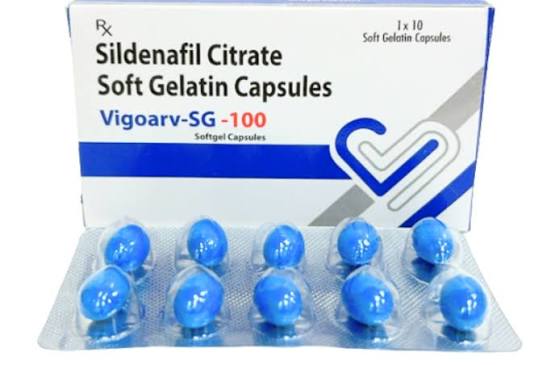 Rx
1 x 10
Soft Gelatin Capsules
Sildenafil Citrate
Soft Gelatin Capsules
Vigoarv-SG -100
Softgel Capsules